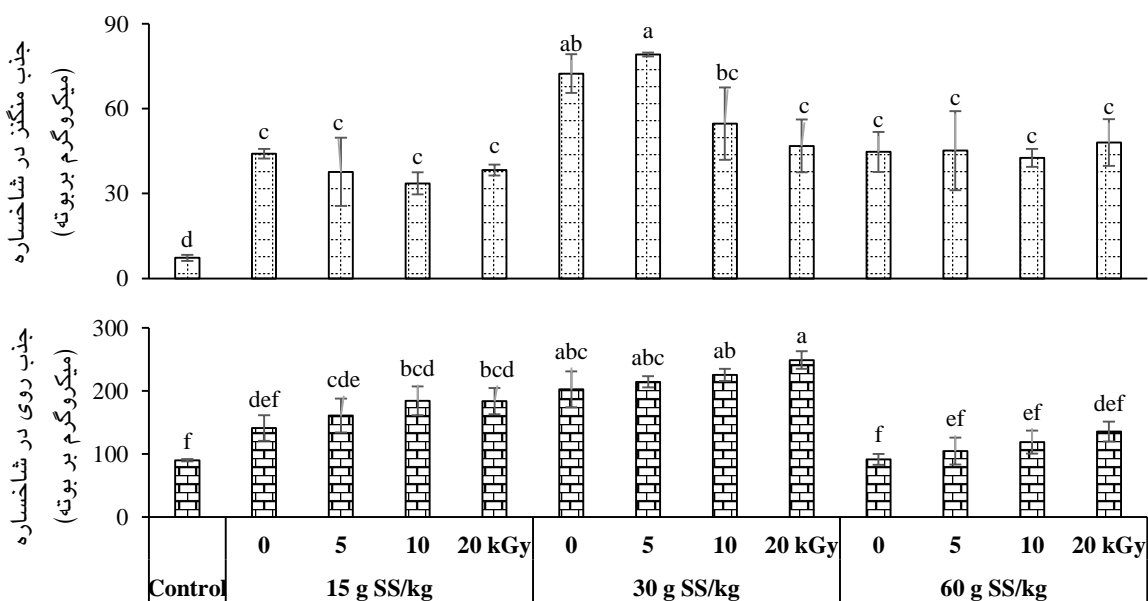 جذب منگنز در شاخساره
(میکروگرم بر بوته)
90
60
30
0
d
c
c
c
c
ab
a
bc
c
c
c
c
c
جذب روی در شاخساره
(میکروگرم بر بوته)
300
200
100
0
f
def
cde
bcd
bcd
abc
abc
ab
a
f
ef
ef
def
0 5 10 20 kGy 0 5 10 20 kGy 0 5 10 20 kGy
Control 15 g SS/kg 30 g SS/kg 60 g SS/kg